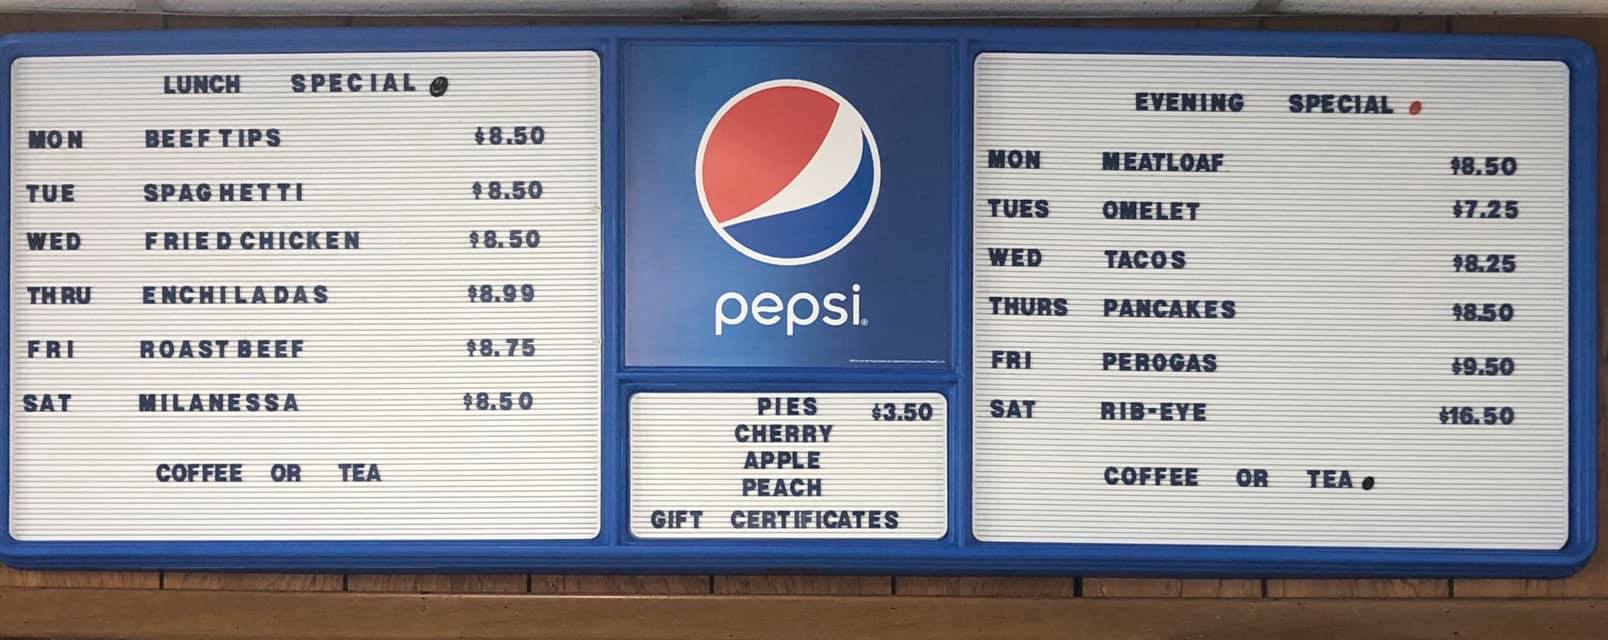 LUNCH SPECIAL
MON BEEF TIPS $8.50
TUE SPAGHETTI $8.50
WED FRIED CHICKEN $8.50
THRU ENCHILADAS $8.99
FRI ROAST BEEF $8.75
SAT MILANESSA $8.50
COFFEE OR TEA
pepsi®
PIES $3.50
CHERRY
APPLE
PEACH
GIFT CERTIFICATES
EVENING SPECIAL
MON MEATLOAF $8.50
TUES OMELET $7.25
WED TACOS $8.25
THURS PANCAKES $8.50
FRI PEROGAS $9.50
SAT RIB-EYE $16.50
COFFEE OR TEA